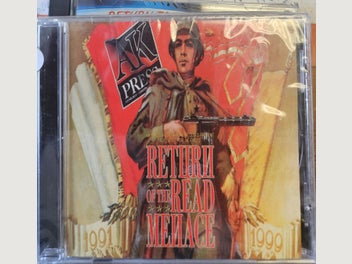 AK
PRESS
RETURN
OF THE READ
MENACE
1991
1999